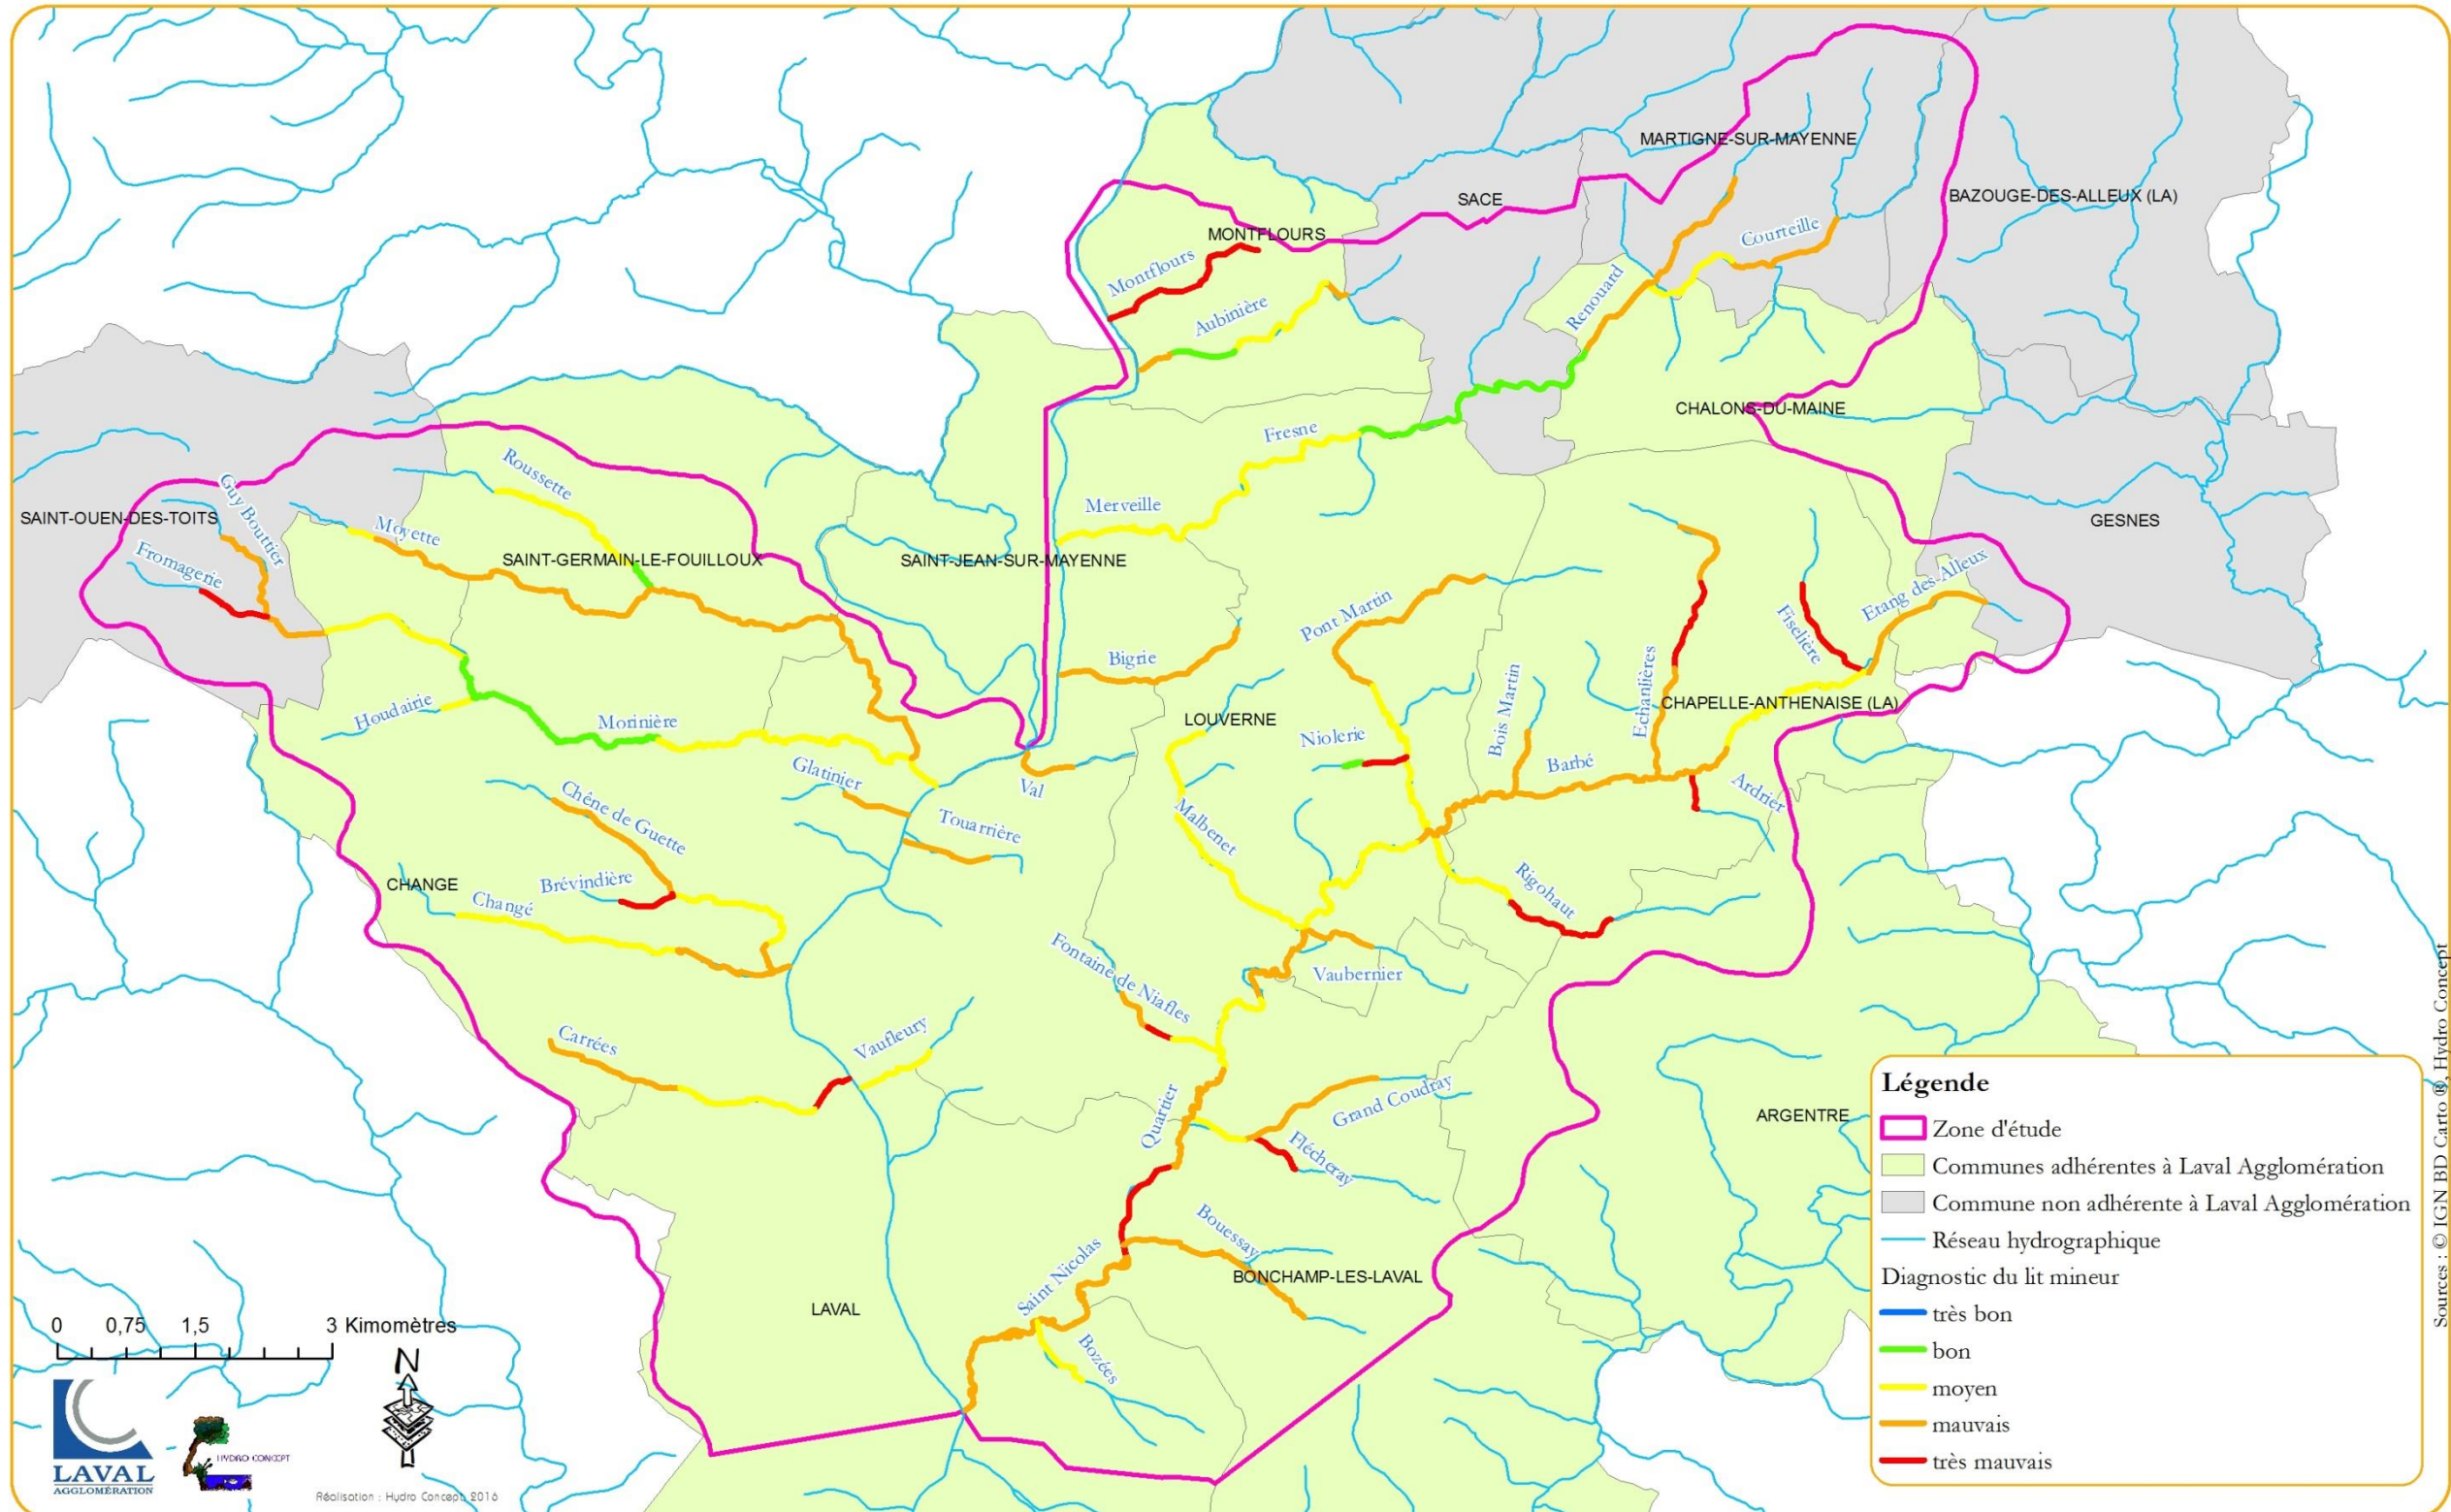 MARTIGNE-SUR-MAYENNE
BAZOUGE-DES-ALLEUX (LA)
SACE
MONTFLOURS
Courteille
Montflours
Renouard
Aubinière
CHALONS-DU-MAINE
Fresne
Roussette
Guy Bouttier
Merveille
SAINT-OUEN-DES-TOITS
Moyette
GESNES
Fromagerie
SAINT-GERMAIN-LE-FOUILLOUX
SAINT-JEAN-SUR-MAYENNE
Etang des Alleux
Pont Martin
Fiselière
Bigrie
Echanlières
Bois Martin
CHAPELLE-ANTHENAISE (LA)
Houdairie
Morinière
LOUVERNE
Niolerie
Barbé
Glatinier
Val
Ardrier
Chêne de Guette
Touarrière
Malbenet
CHANGE
Brévindière
Changé
Rigohaut
Fontaine de Niafles
Vaubernier
Carrées
Vaufleury
Grand Coudray
Quartier
Flécheray
ARGENTRE
Bouessay
Saint Nicolas
BONCHAMP-LES-LAVAL
LAVAL
Bozées
Légende
Zone d'étude
Communes adhérentes à Laval Agglomération
Commune non adhérente à Laval Agglomération
Réseau hydrographique
Diagnostic du lit mineur
très bon
bon
moyen
mauvais
très mauvais
Sources : © IGN BD Carto ®, Hydro Concept
0 0,75 1,5 3 Kimomètres
N
LAVAL
AGGLOMÉRATION
HYDRO CONCEPT
Réalisation : Hydro Concept 2016